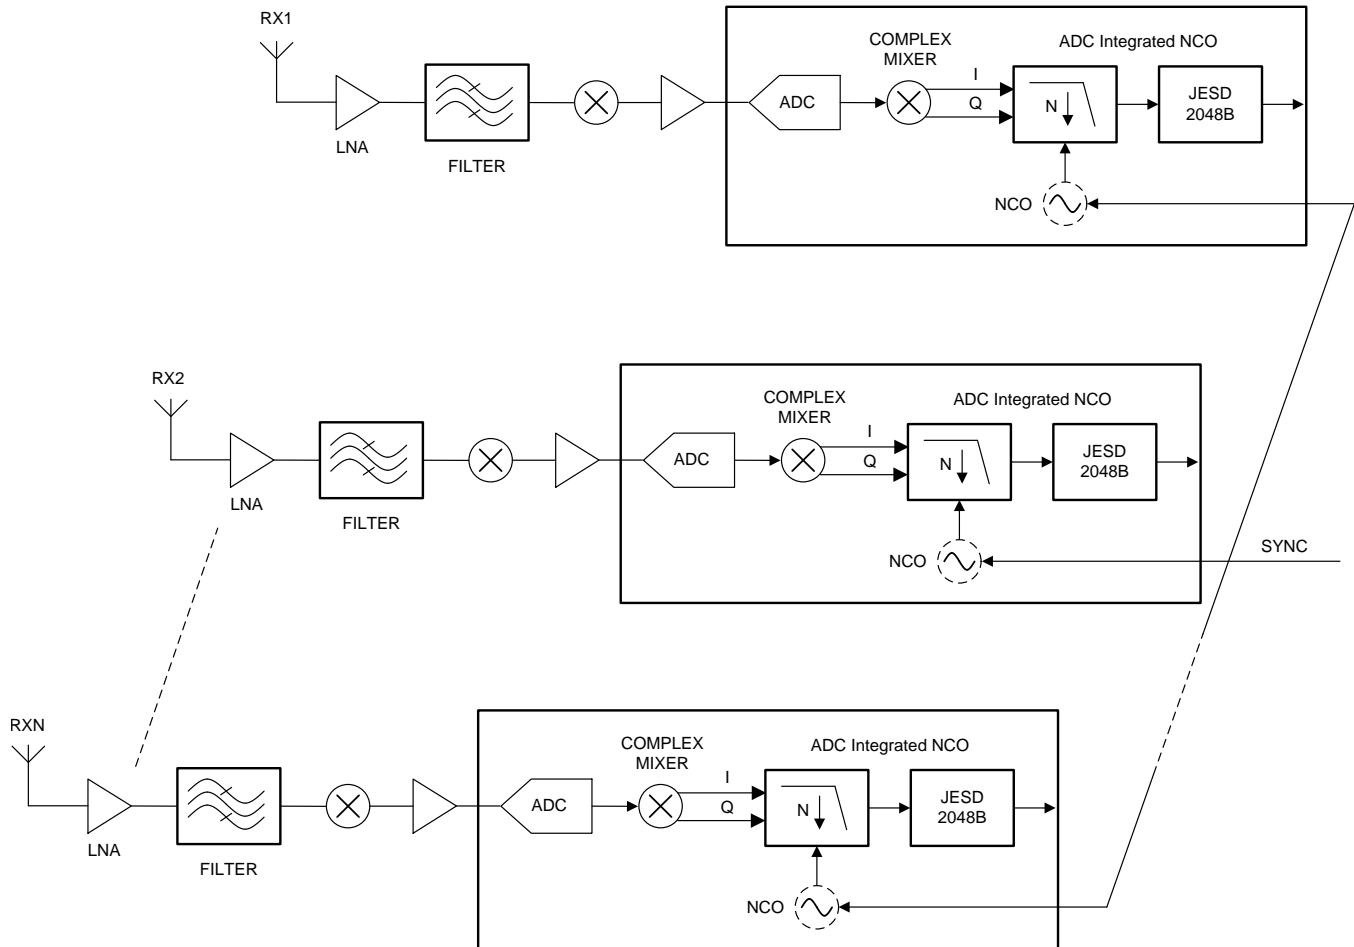 RX1
LNA
FILTER
ADC
COMPLEX
MIXER
I
Q
ADC Integrated NCO
N
JESD
2048B
NCO
RX2
LNA
FILTER
ADC
COMPLEX
MIXER
I
Q
ADC Integrated NCO
N
JESD
2048B
NCO
SYNC
RXN
LNA
FILTER
ADC
COMPLEX
MIXER
I
Q
ADC Integrated NCO
N
JESD
2048B
NCO